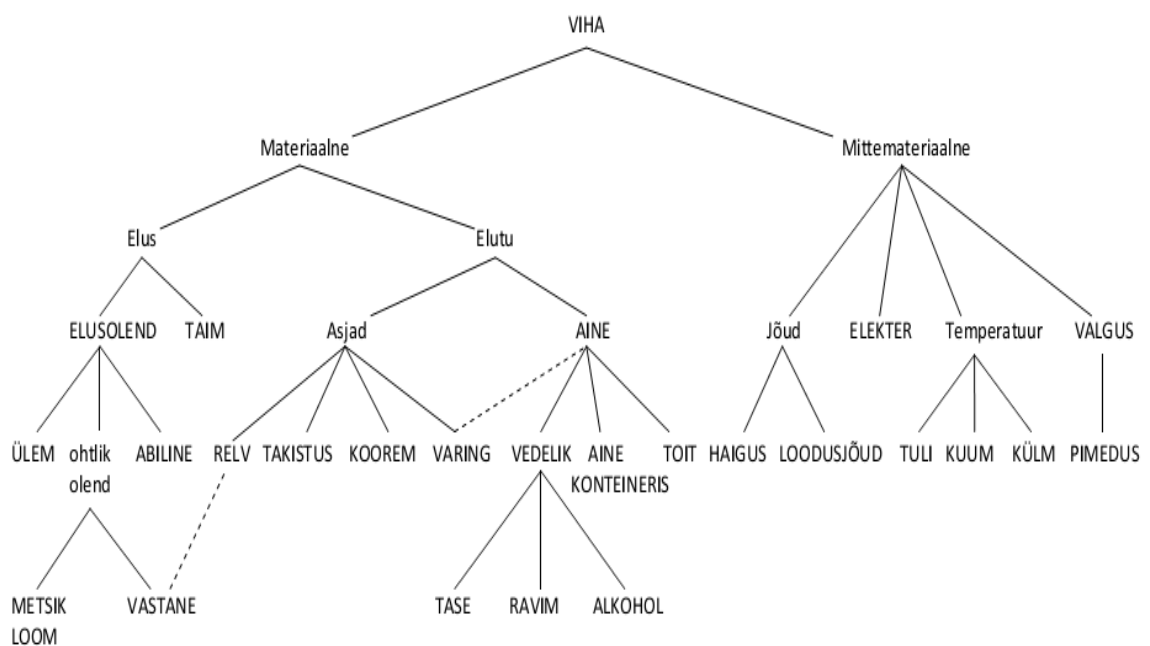 VIHA
Materiaalne Mittemateriaalne
Elus Elutu
ELUSOLEND TAIM Asjad AINE Jõud ELEKTER Temperatuur VALGUS
ÜLEM ohtlik ABILINE RELV TAKISTUS KOOREM VARING VEDELIK AINE TOIT HAIGUS LOODUSJÕUD TULI KUUM KÜLM PIMEDUS
olend KONTEINERIS
METSIK VASTANE TASE RAVIM ALKOHOL
LOOM